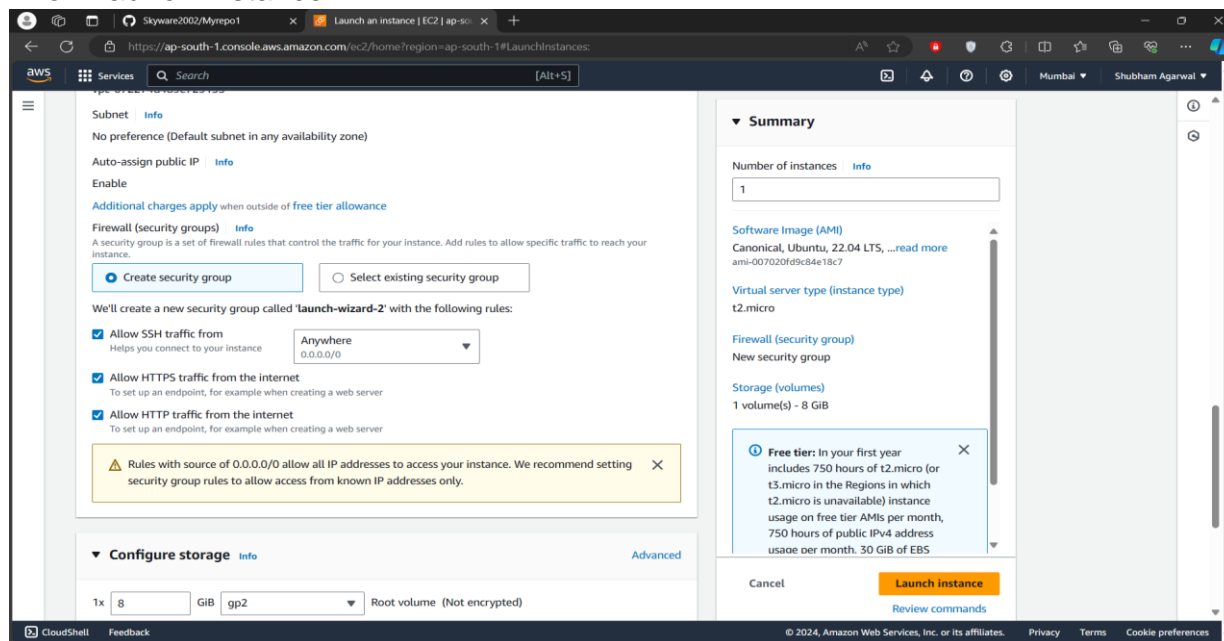 Skyware2002/Myrepo1
Launch an instance | EC2 | ap-so
https://ap-south-1.console.aws.amazon.com/ec2/home?region=ap-south-1#LaunchInstances:
aws
Services
Search
[Alt+S]
Mumbai
Shubham Agarwal
Subnet Info
No preference (Default subnet in any availability zone)
Auto-assign public IP Info
Enable
Additional charges apply when outside of free tier allowance
Firewall (security groups) Info
A security group is a set of firewall rules that control the traffic for your instance. Add rules to allow specific traffic to reach your
instance.
Create security group
Select existing security group
We'll create a new security group called 'launch-wizard-2' with the following rules:
Allow SSH traffic from
Helps you connect to your instance
Anywhere
0.0.0.0/0
Allow HTTPS traffic from the internet
To set up an endpoint, for example when creating a web server
Allow HTTP traffic from the internet
To set up an endpoint, for example when creating a web server
Rules with source of 0.0.0.0/0 allow all IP addresses to access your instance. We recommend setting
security group rules to allow access from known IP addresses only.
Configure storage Info
Advanced
1x 8 GiB gp2 Root volume (Not encrypted)
Summary
Number of instances Info
1
Software Image (AMI)
Canonical, Ubuntu, 22.04 LTS, ...read more
ami-007020fd9c84e18c7
Virtual server type (instance type)
t2.micro
Firewall (security group)
New security group
Storage (volumes)
1 volume(s) - 8 GiB
Free tier: In your first year
includes 750 hours of t2.micro (or
t3.micro in the Regions in which
t2.micro is unavailable) instance
usage on free tier AMIs per month,
750 hours of public IPv4 address
usage per month, 30 GiB of EBS
Cancel
Launch instance
Review commands
CloudShell
Feedback
© 2024, Amazon Web Services, Inc. or its affiliates.
Privacy
Terms
Cookie preferences